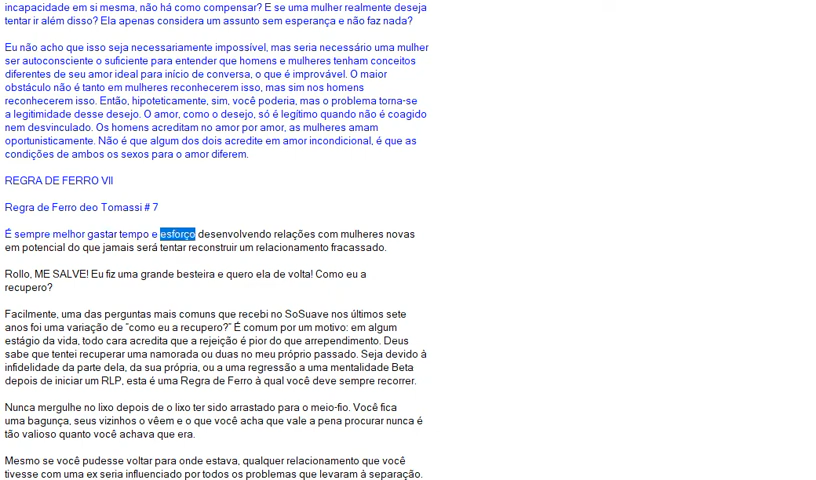 incapacidade em si mesma, não há como compensar? E se uma mulher realmente deseja
tentar ir além disso? Ela apenas considera um assunto sem esperança e não faz nada?
Eu não acho que isso seja necessariamente impossível, mas seria necessário uma mulher
ser autoconsciente o suficiente para entender que homens e mulheres tenham conceitos
diferentes de seu amor ideal para início de conversa, o que é improvável. O maior
obstáculo não é tanto em mulheres reconhecerem isso, mas sim nos homens
reconhecerem isso. Então, hipoteticamente, sim, você poderia, mas o problema torna-se
a legitimidade desse desejo. O amor, como o desejo, só é legítimo quando não é coagido
nem desvinculado. Os homens acreditam no amor por amor, as mulheres amam
oportunisticamente. Não é que algum dos dois acredite em amor incondicional, é que as
condições de ambos os sexos para o amor diferem.
REGRA DE FERRO VII
Regra de Ferro deo Tomassi # 7
É sempre melhor gastar tempo e esforço desenvolvendo relações com mulheres novas
em potencial do que jamais será tentar reconstruir um relacionamento fracassado.
Rollo, ME SALVE! Eu fiz uma grande besteira e quero ela de volta! Como eu a
recupero?
Facilmente, uma das perguntas mais comuns que recebi no SoSuave nos últimos sete
anos foi uma variação de “como eu a recupero?” É comum por um motivo: em algum
estágio da vida, todo cara acredita que a rejeição é pior do que arrependimento. Deus
sabe que tentei recuperar uma namorada ou duas no meu próprio passado. Seja devido à
infidelidade da parte dela, da sua própria, ou a uma regressão a uma mentalidade Beta
depois de iniciar um RLP, esta é uma Regra de Ferro à qual você deve sempre recorrer.
Nunca mergulhe no lixo depois de o lixo ter sido arrastado para o meio-fio. Você fica
uma bagunça, seus vizinhos o vêem e o que você acha que vale a pena procurar nunca é
tão valioso quanto você achava que era.
Mesmo se você pudesse voltar para onde estava, qualquer relacionamento que você
tivesse com uma ex seria influenciado por todos os problemas que levaram à separação.